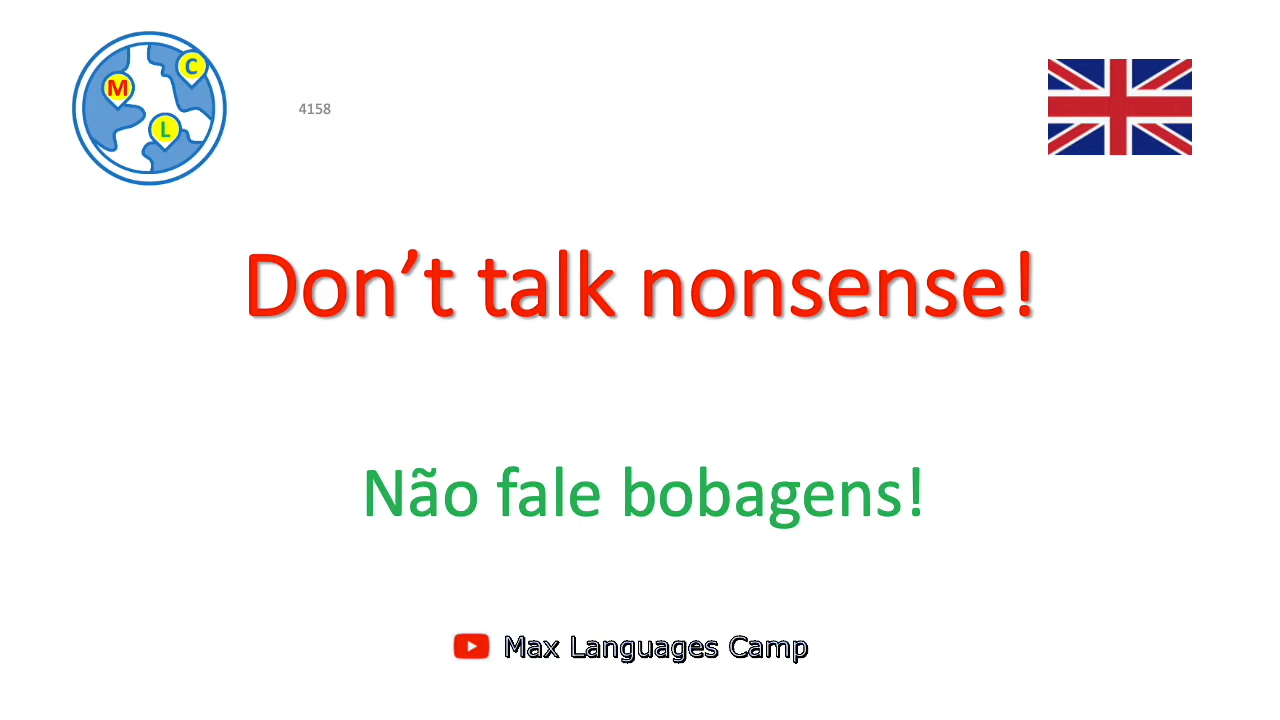 M
C
L
4158
Don’t talk nonsense!
Não fale bobagens!
Max Languages Camp